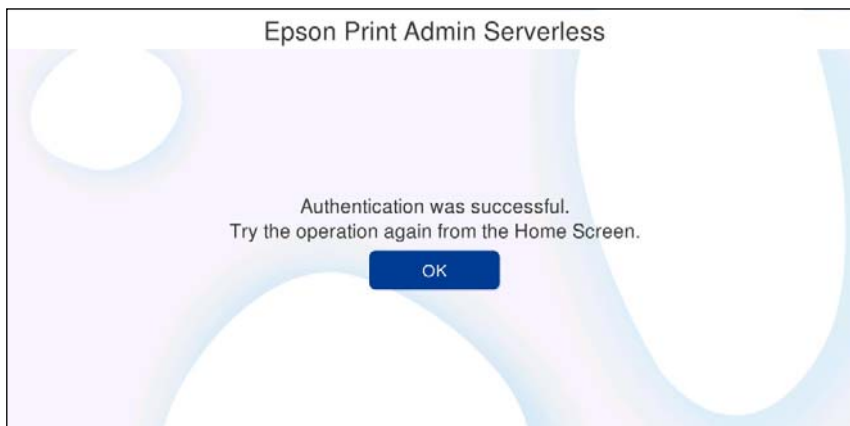 Epson Print Admin Serverless
Authentication was successful.
Try the operation again from the Home Screen.
OK